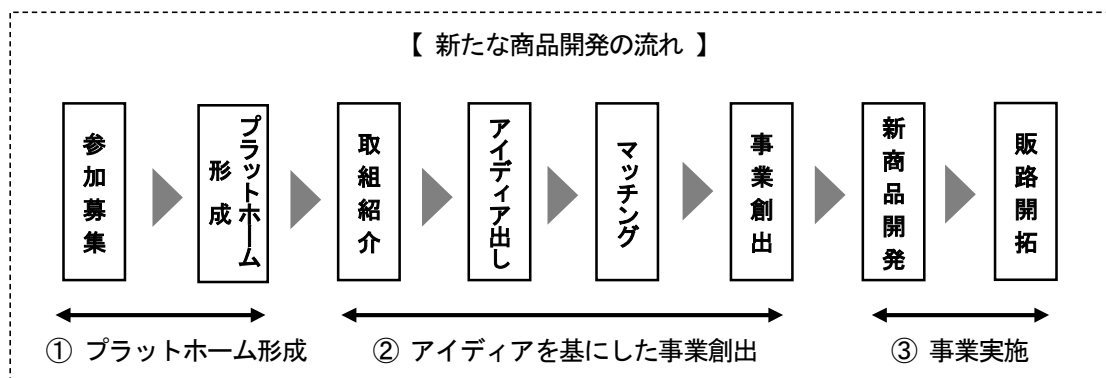 【 新たな商品開発の流れ 】
参加募集
プラットホーム
形成
取組紹介
アイディア出し
マッチング
事業創出
新商品開発
販路開拓
① プラットホーム形成
② アイディアを基にした事業創出
③ 事業実施